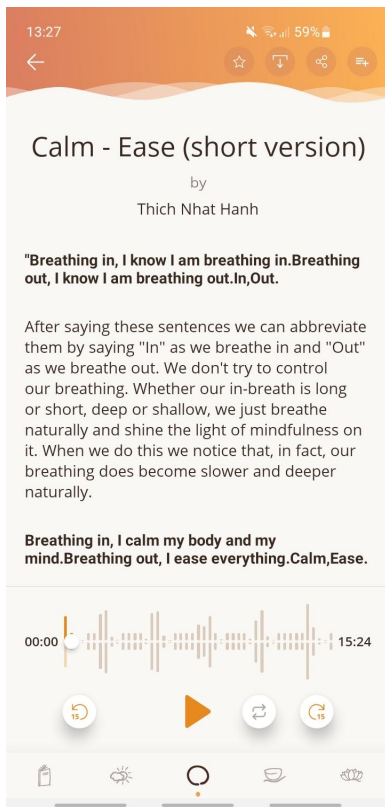 13:27
59%
Calm - Ease (short version)
by
Thich Nhat Hanh
"Breathing in, I know I am breathing in.Breathing
out, I know I am breathing out.In,Out.
After saying these sentences we can abbreviate
them by saying "In" as we breathe in and "Out"
as we breathe out. We don't try to control
our breathing. Whether our in-breath is long
or short, deep or shallow, we just breathe
naturally and shine the light of mindfulness on
it. When we do this we notice that, in fact, our
breathing does become slower and deeper
naturally.
Breathing in, I calm my body and my
mind.Breathing out, I ease everything.Calm,Ease.
00:00 15:24
15 15